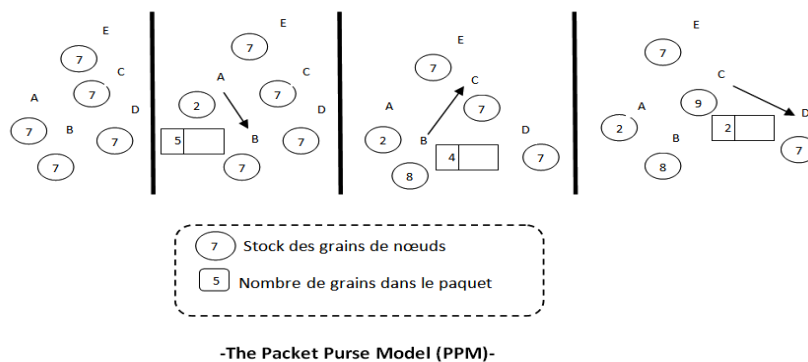 E
7
C
7
A
D
7
B
7
7
E
7
A
C
2
7
D
5
B
7
7
E
7
C
A
7
D
2
B
4
7
8
E
7
C
A
9
D
2
2
B
7
8
7 Stock des grains de nœuds
5 Nombre de grains dans le paquet
-The Packet Purse Model (PPM)-